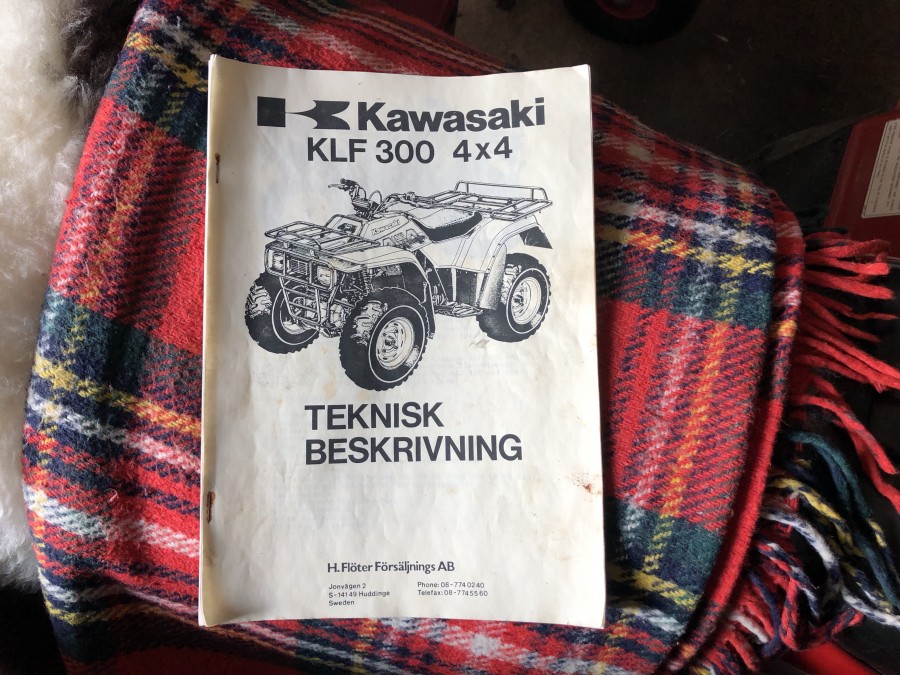 Kawasaki
KLF 300 4x4
Kawasaki
TEKNISK
BESKRIVNING
H. Flöter Försäljnings AB
Jonvägen 2 Phone: 08-774 02 40
S-141 49 Huddinge Telefax: 08-774 55 60
Sweden